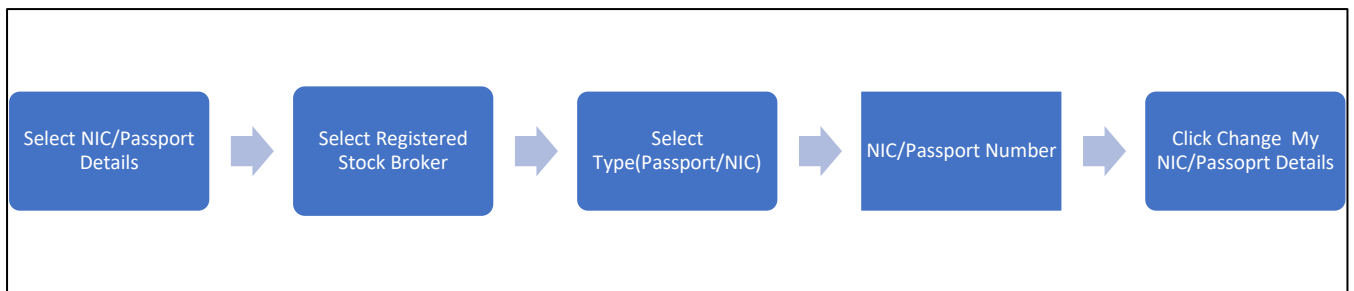 Select NIC/Passport
Details
Select Registered
Stock Broker
Select
Type(Passport/NIC)
NIC/Passport Number
Click Change  My
NIC/Passoprt Details